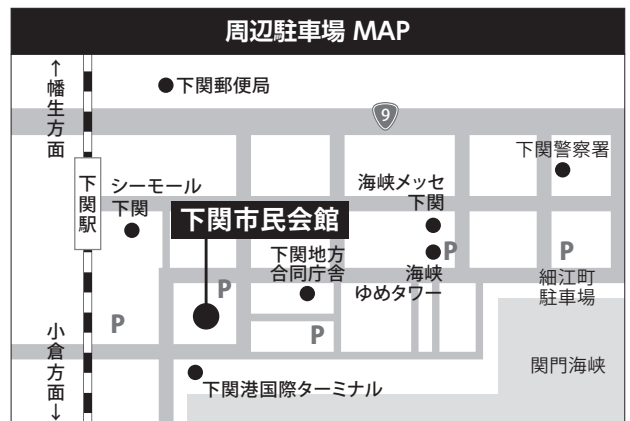 周辺駐車場 MAP
↑幡生方面
下関郵便局
9
下関警察署
下関駅
シーモール
下関
海峡メッセ
下関
下関市民会館
下関地方
合同庁舎
P
海峡
ゆめタワー
P
細江町
駐車場
P
P
P
小倉方面↓
関門海峡
下関港国際ターミナル